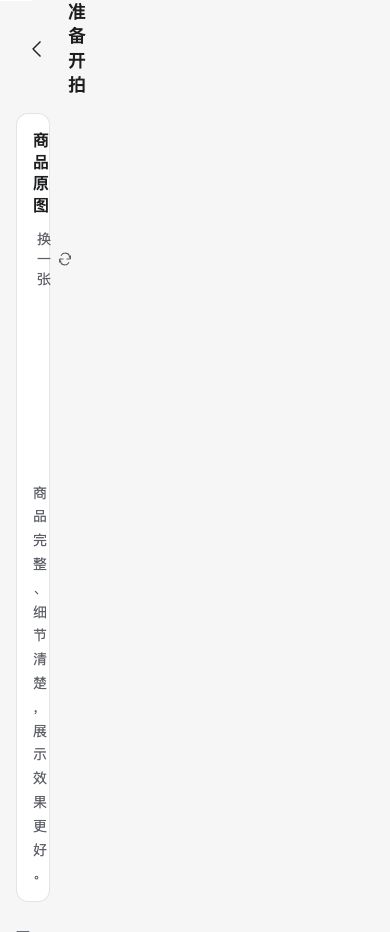 准
备
开
拍
商
品
原
图
换
一
张
商
品
完
整
、
细
节
清
楚
，
展
示
效
果
更
好
。